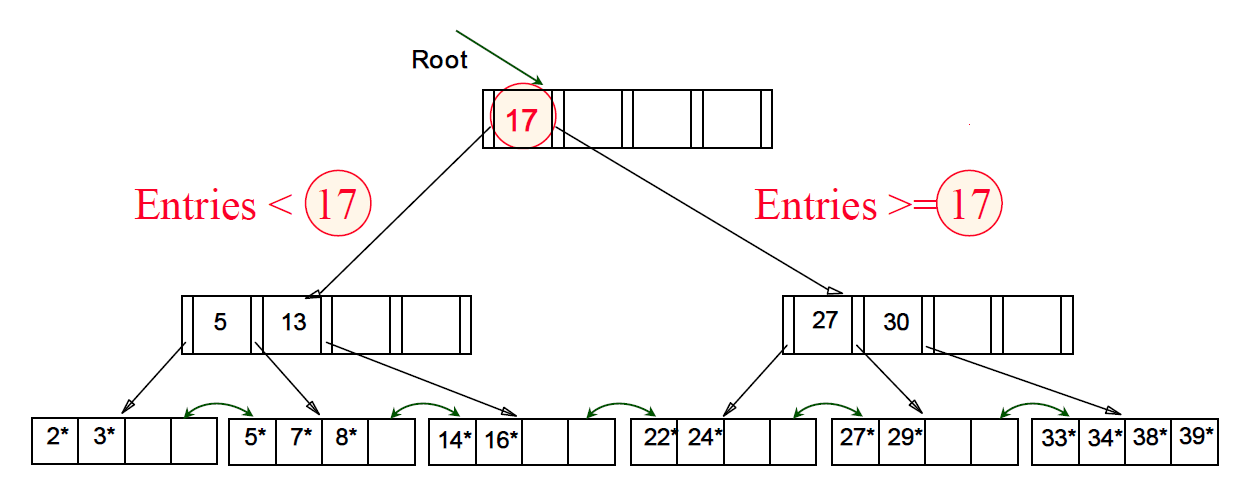 Root
17
Entries < 17
Entries >= 17
5 13
27 30
2* 3*
5* 7* 8*
14* 16*
22* 24*
27* 29*
33* 34* 38* 39*